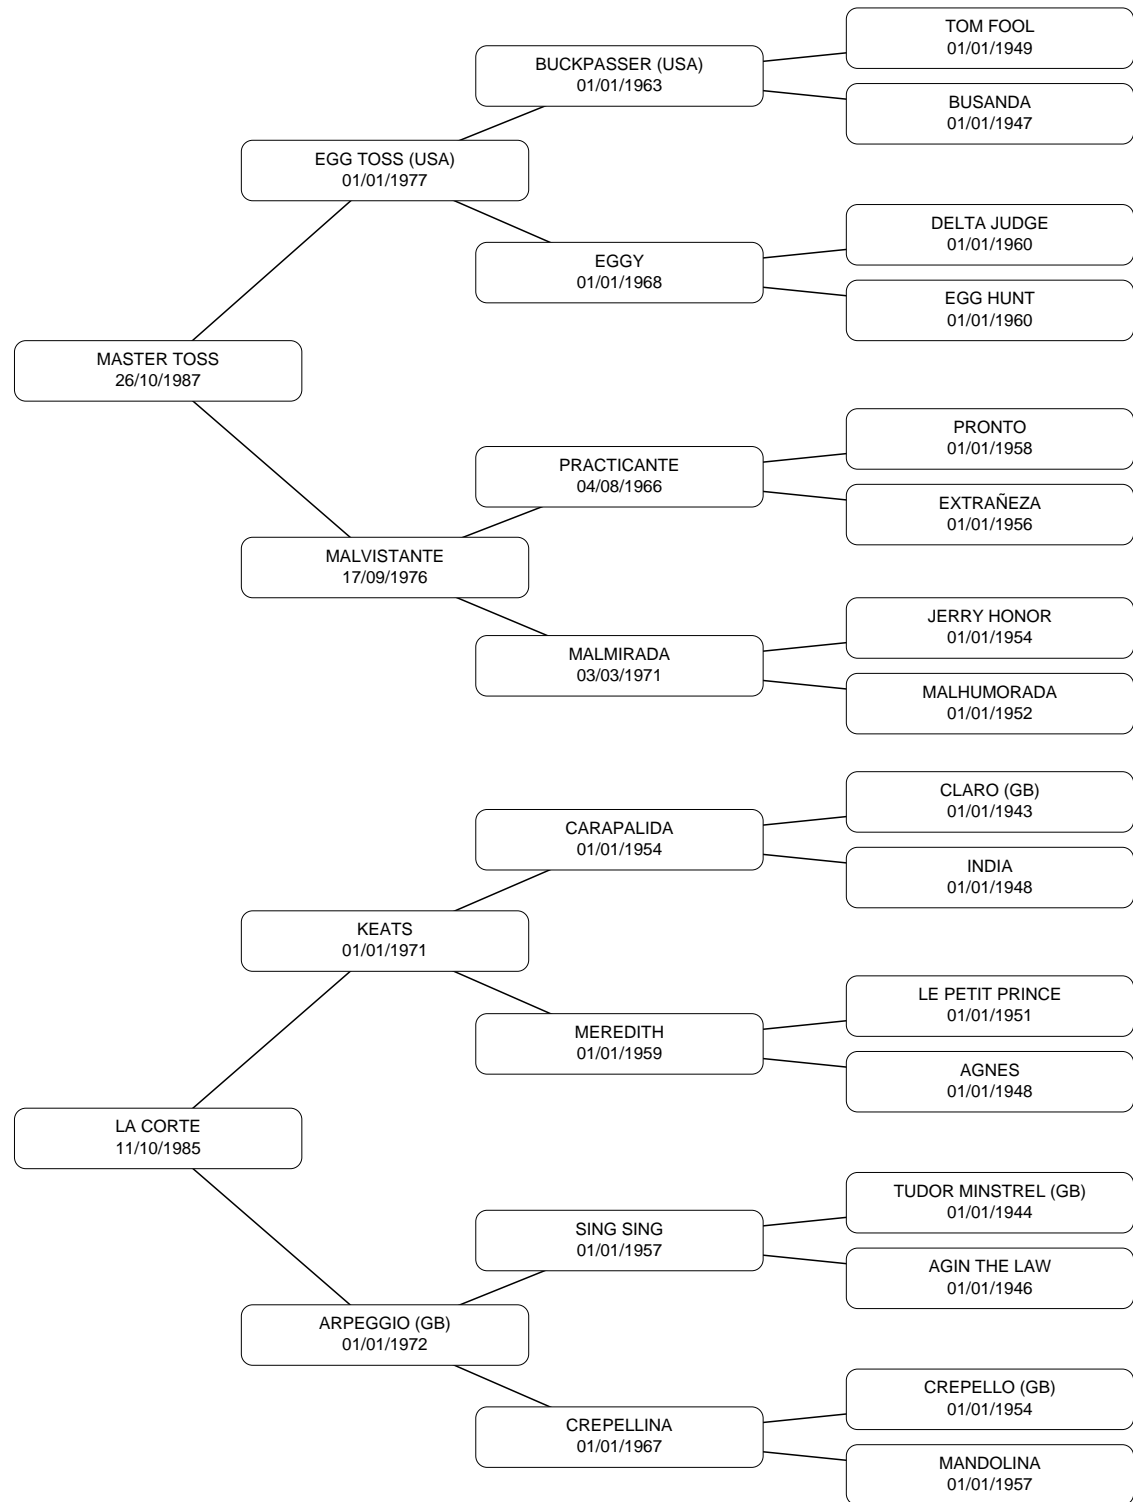 TOM FOOL
01/01/1949
BUCKPASSER (USA)
01/01/1963
BUSANDA
01/01/1947
EGG TOSS (USA)
01/01/1977
DELTA JUDGE
01/01/1960
EGGY
01/01/1968
EGG HUNT
01/01/1960
MASTER TOSS
26/10/1987
PRONTO
01/01/1958
PRACTICANTE
04/08/1966
EXTRAÑEZA
01/01/1956
MALVISTANTE
17/09/1976
JERRY HONOR
01/01/1954
MALMIRADA
03/03/1971
MALHUMORADA
01/01/1952
CLARO (GB)
01/01/1943
CARAPALIDA
01/01/1954
INDIA
01/01/1948
KEATS
01/01/1971
LE PETIT PRINCE
01/01/1951
MEREDITH
01/01/1959
AGNES
01/01/1948
LA CORTE
11/10/1985
TUDOR MINSTREL (GB)
01/01/1944
SING SING
01/01/1957
AGIN THE LAW
01/01/1946
ARPEGGIO (GB)
01/01/1972
CREPELLO (GB)
01/01/1954
CREPELLINA
01/01/1967
MANDOLINA
01/01/1957